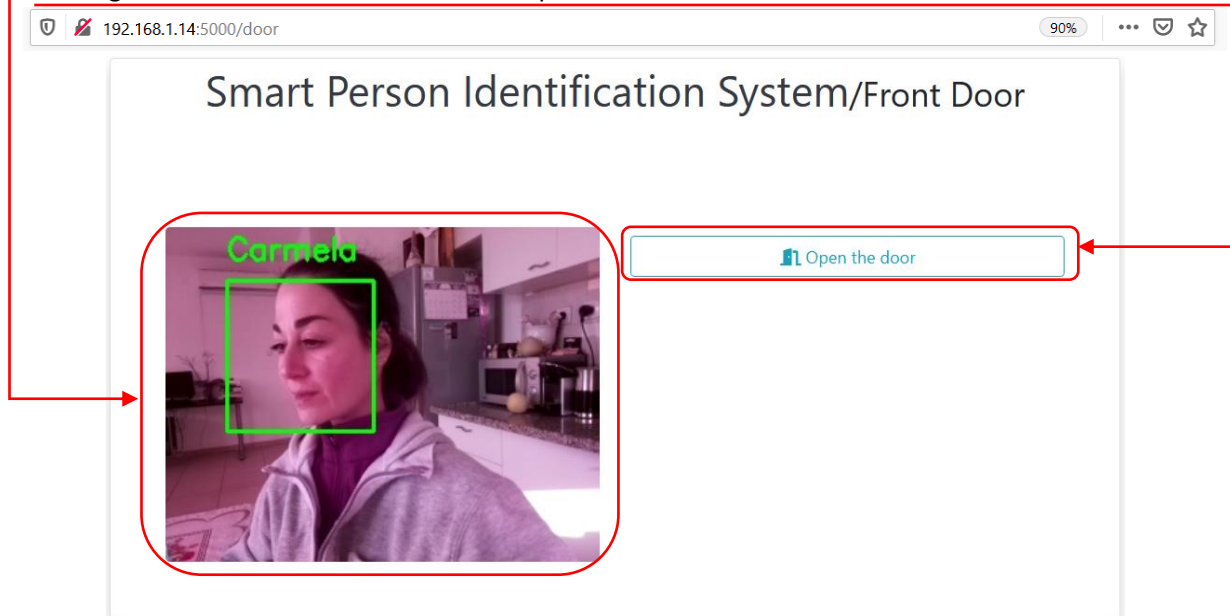 192.168.1.14:5000/door
90%
Smart Person Identification System/Front Door
Carmela
Open the door